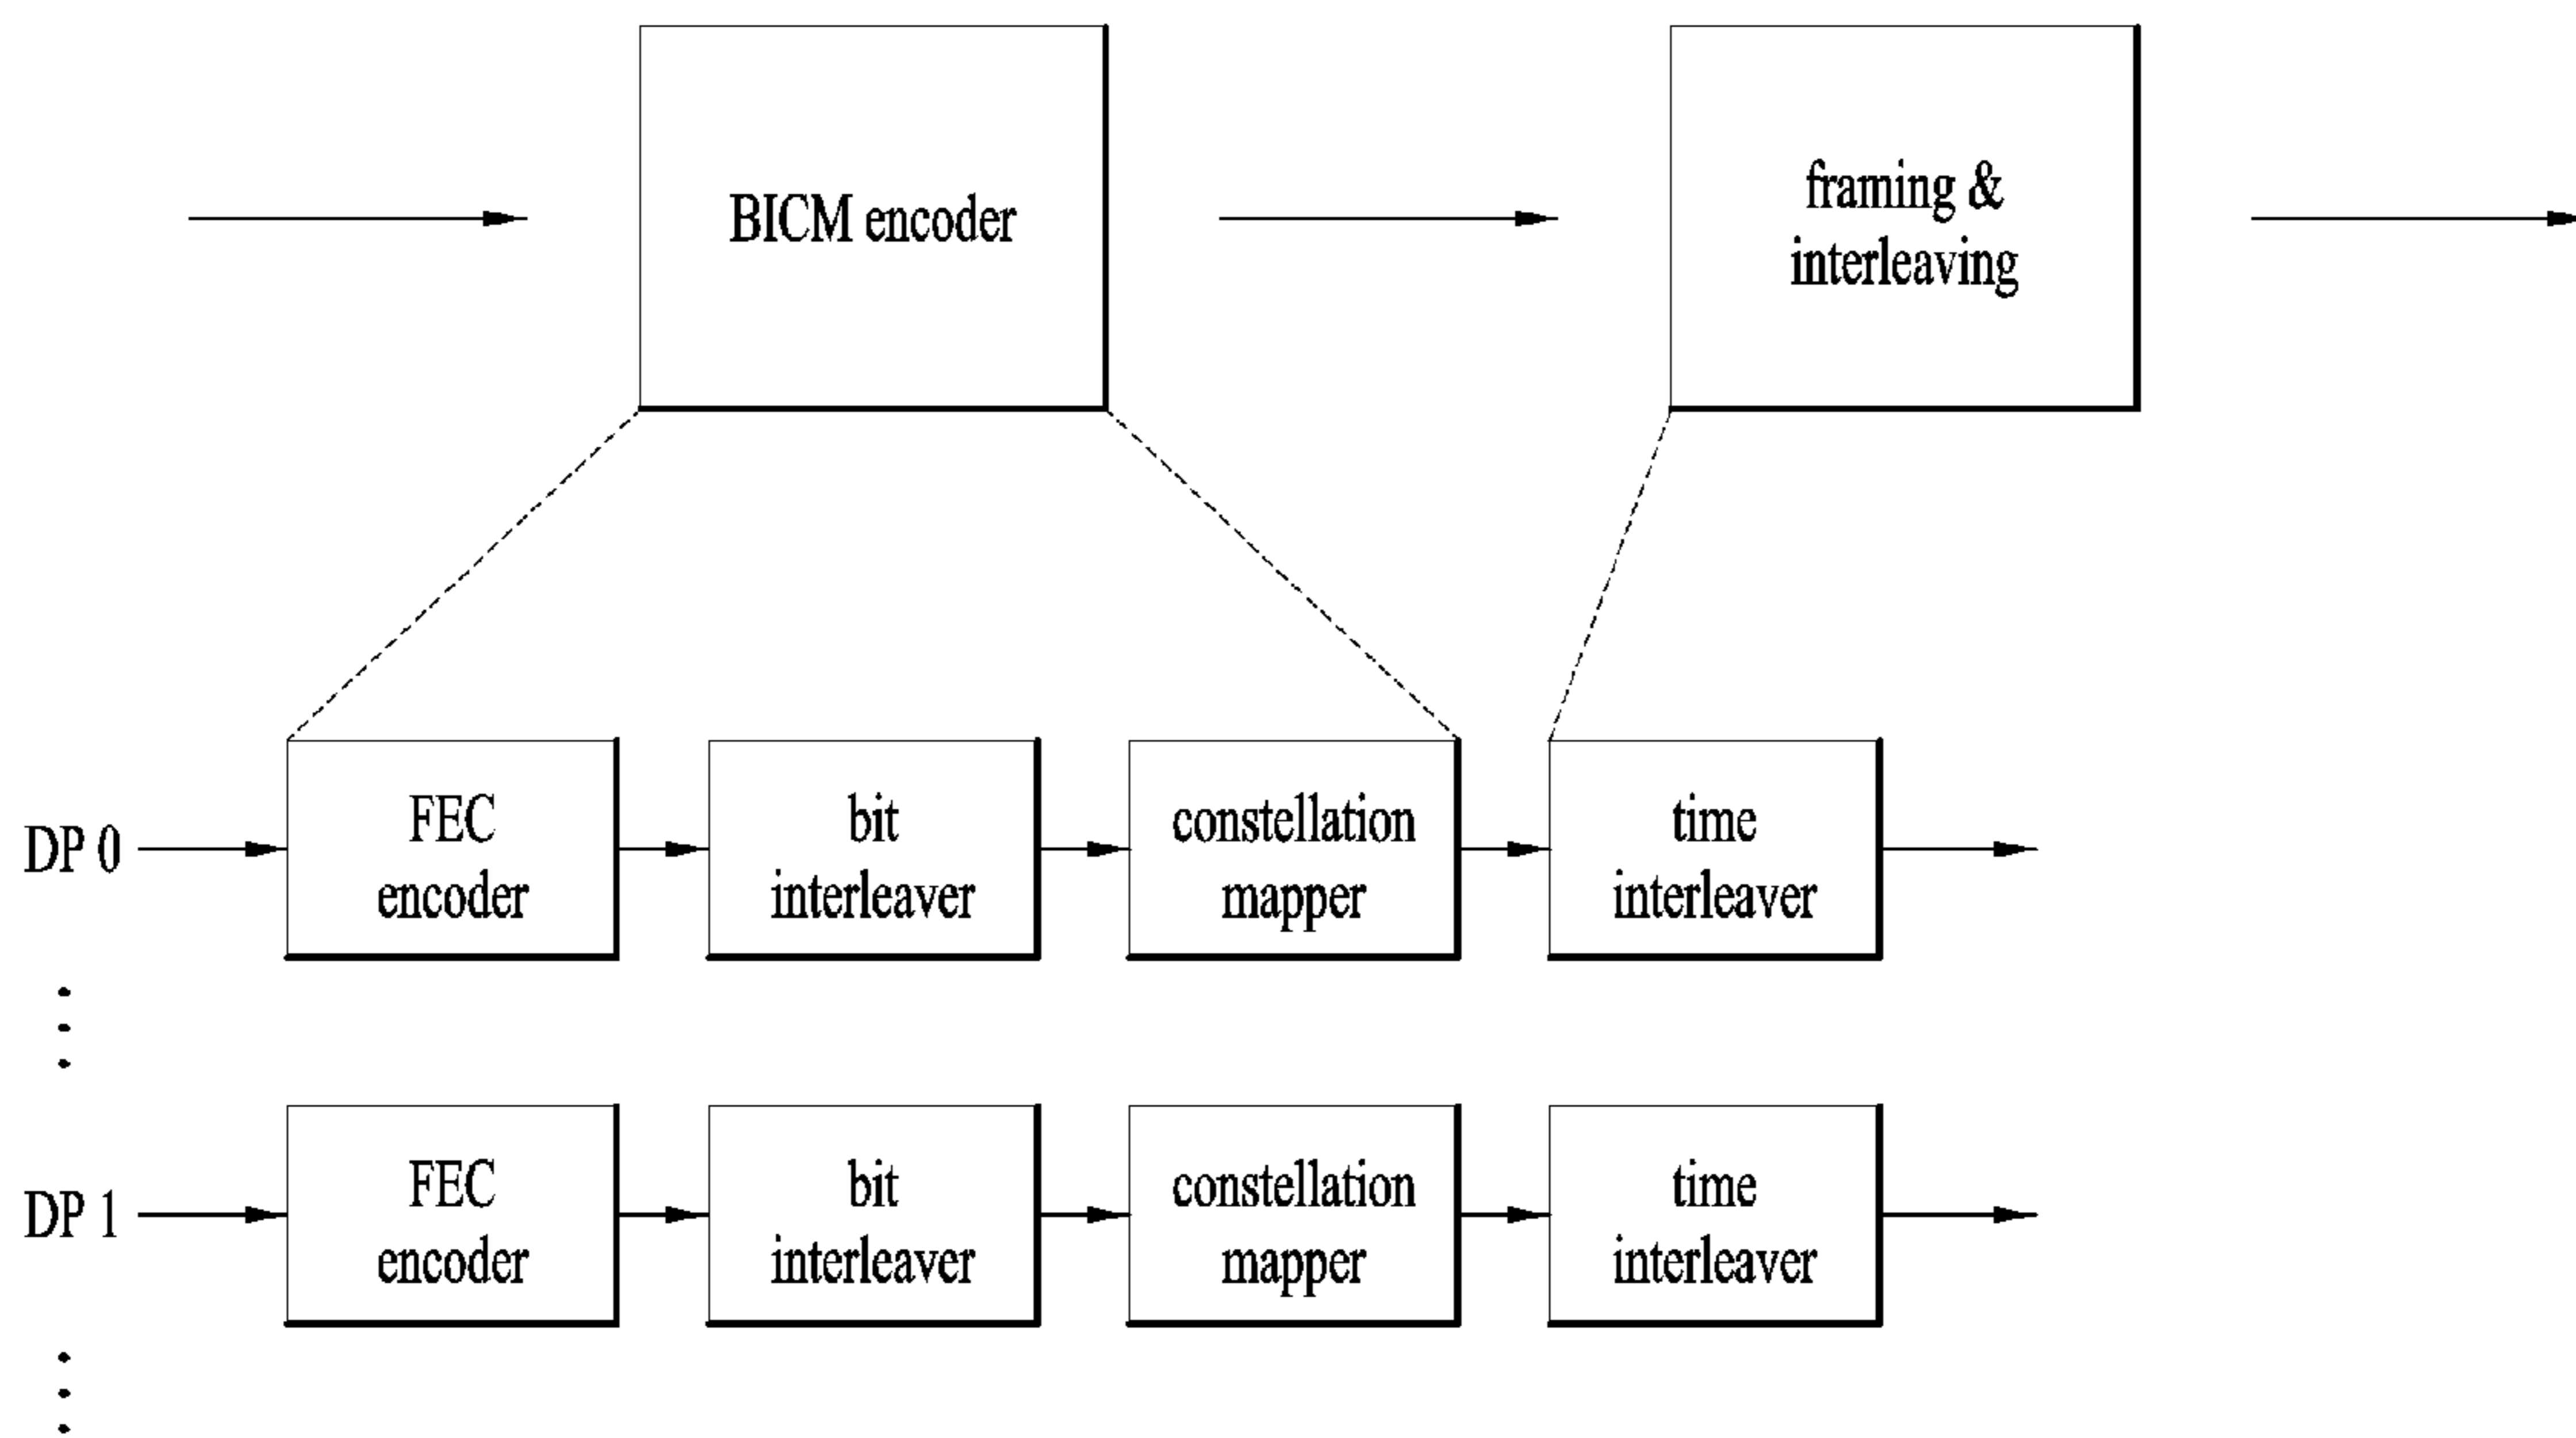 BICM encoder
framing &
interleaving
DP 0
FEC
encoder
bit
interleaver
constellation
mapper
time
interleaver
DP 1
FEC
encoder
bit
interleaver
constellation
mapper
time
interleaver